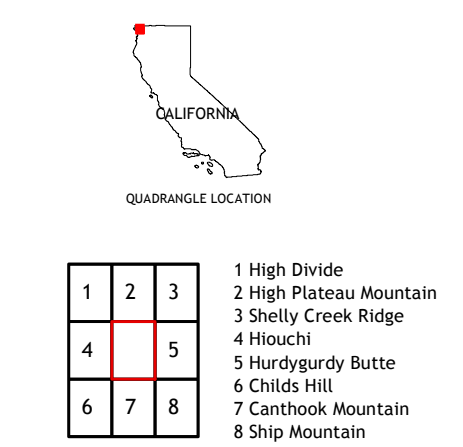 CALIFORNIA
QUADRANGLE LOCATION
1 2 3
4 5
6 7 8
1 High Divide
2 High Plateau Mountain
3 Shelly Creek Ridge
4 Hiouchi
5 Hurdygurdy Butte
6 Childs Hill
7 Canthook Mountain
8 Ship Mountain